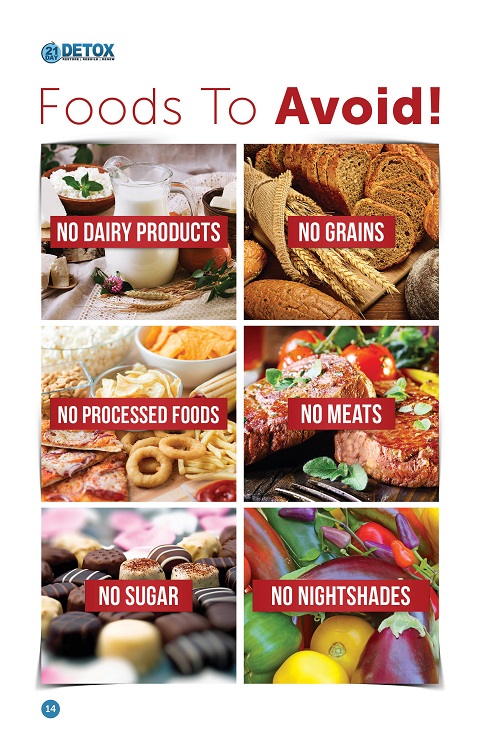 21 DAY DETOX
RESTORE | REBUILD | RENEW
Foods To Avoid!
NO DAIRY PRODUCTS
NO GRAINS
NO PROCESSED FOODS
NO MEATS
NO SUGAR
NO NIGHTSHADES
14